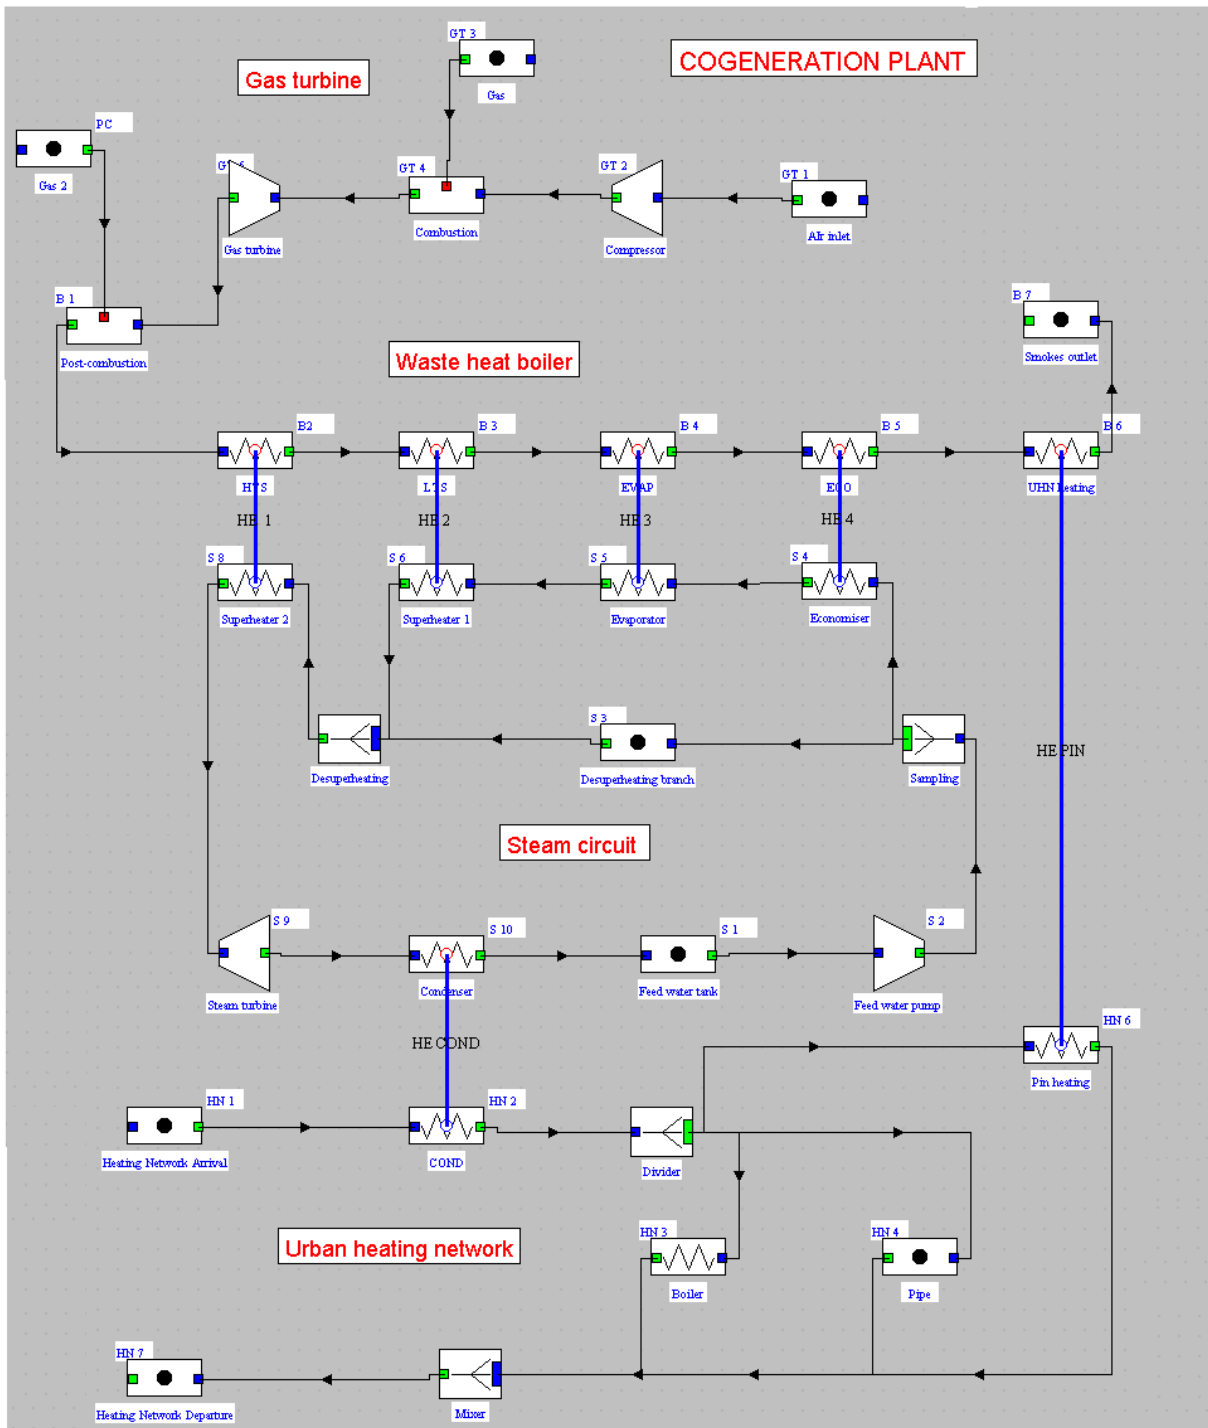 GT 3
COGENERATION PLANT
Gas turbine
Gas
PC
Gas 2
GT 4
GT 2
GT 1
Gas turbine
Combustion
Compressor
AIr inlet
B 1
Post-combustion
B 7
Smokes outlet
Waste heat boiler
B2
B 3
B 4
B 5
B 6
HTS
LTS
EVAP
ECO
UHN heating
HE 1
HE 2
HE 3
HE 4
S 8
S 6
S 5
S 4
Superheater 2
Superheater 1
Evaporator
Economiser
S 3
Desuperheating
Desuperheating branch
Sampling
HE PIN
Steam circuit
S 9
S 10
S 1
S 2
Steam turbine
Condenser
Feed water tank
Feed water pump
HN 6
HE COND
Pin heating
HN 1
HN 2
Heating Network Arrival
COND
Divider
Urban heating network
HN 3
HN 4
Boiler
Pipe
HN 7
Heating Network Departure
Mixer